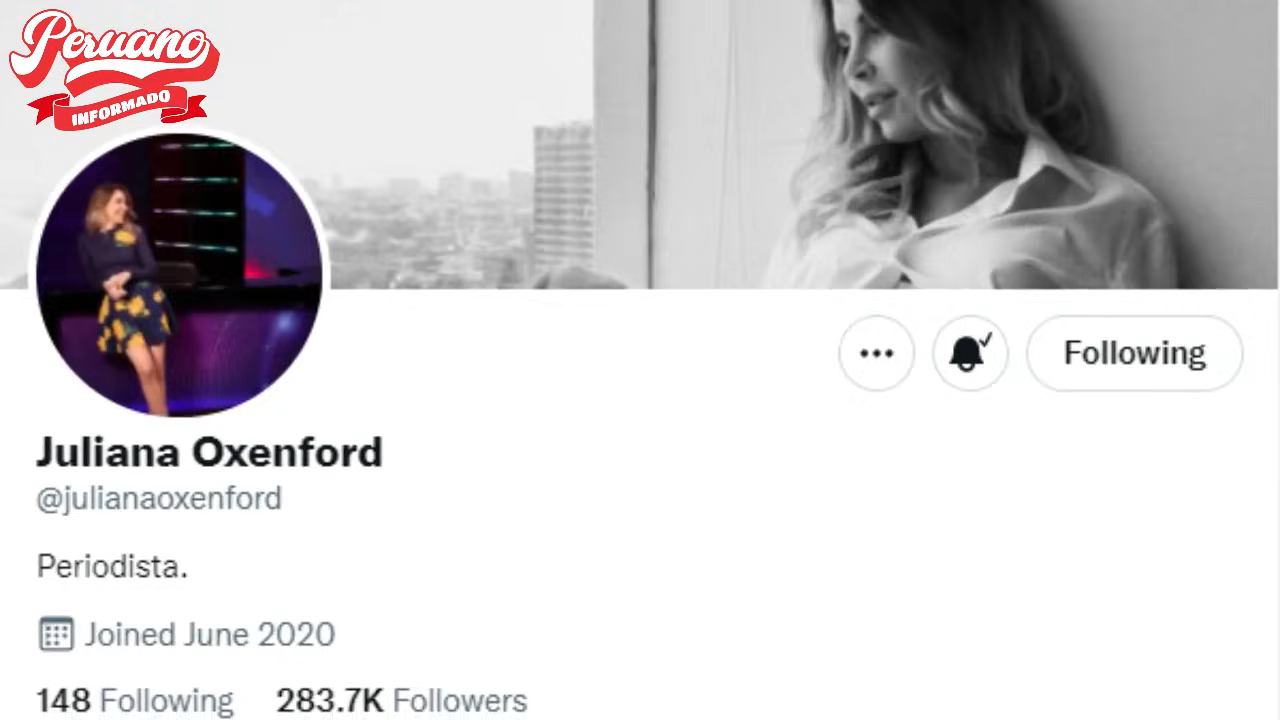 Peruano
INFORMADO
Following
Juliana Oxenford
@julianaoxenford
Periodista.
Joined June 2020
148 Following 283.7K Followers